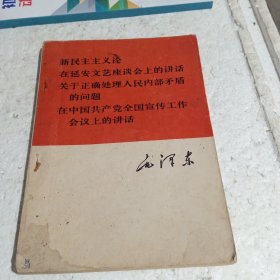 新民主主义论
在延安文艺座谈会上的讲话
关于正确处理人民内部矛盾
的问题
在中国共产党全国宣传工作
会议上的讲话
毛泽东